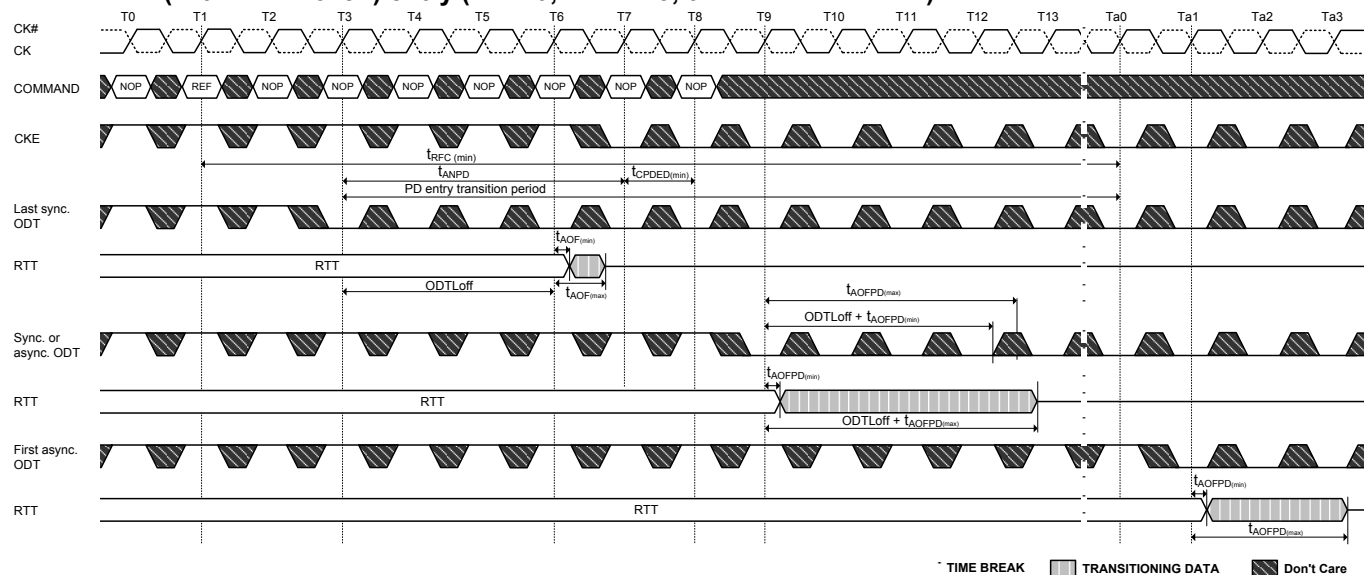 entry
T0 T1 T2 T3 T4 T5 T6 T7 T8 T9 T10 T11 T12 T13 Ta0 Ta1 Ta2 Ta3
CK#
CK
COMMAND NOP REF NOP NOP NOP NOP NOP NOP NOP
CKE
tRFC (min)
tANPD tCPDED(min)
PD entry transition period
Last sync.
ODT
tAOF(min)
RTT RTT
ODTLoff tAOF(max)
tAOFPD(max)
ODTLoff + tAOFPD(min)
Sync. or
async. ODT
tAOFPD(min)
RTT RTT
ODTLoff + tAOFPD(max)
First async.
ODT
tAOFPD(min)
RTT RTT
tAOFPD(max)
TIME BREAK TRANSITIONING DATA Don't Care